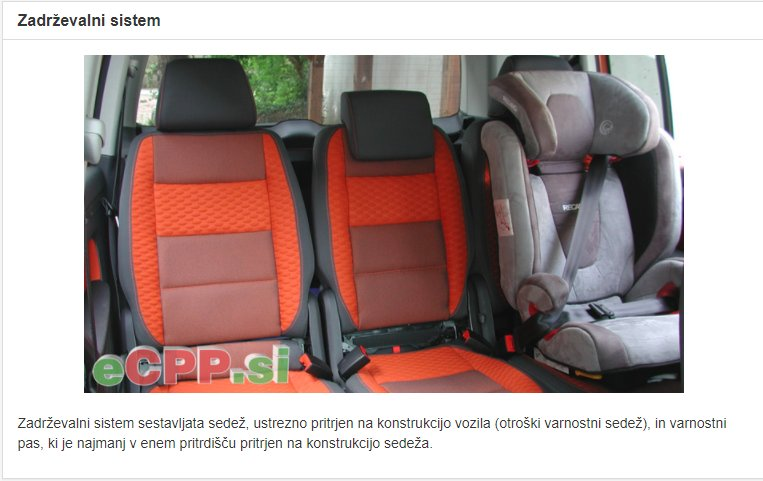 Zadrževalni sistem
RECA
eCPP.si
Zadrževalni sistem sestavljata sedež, ustrezno pritrjen na konstrukcijo vozila (otroški varnostni sedež), in varnostni
pas, ki je najmanj v enem pritrdišču pritrjen na konstrukcijo sedeža.